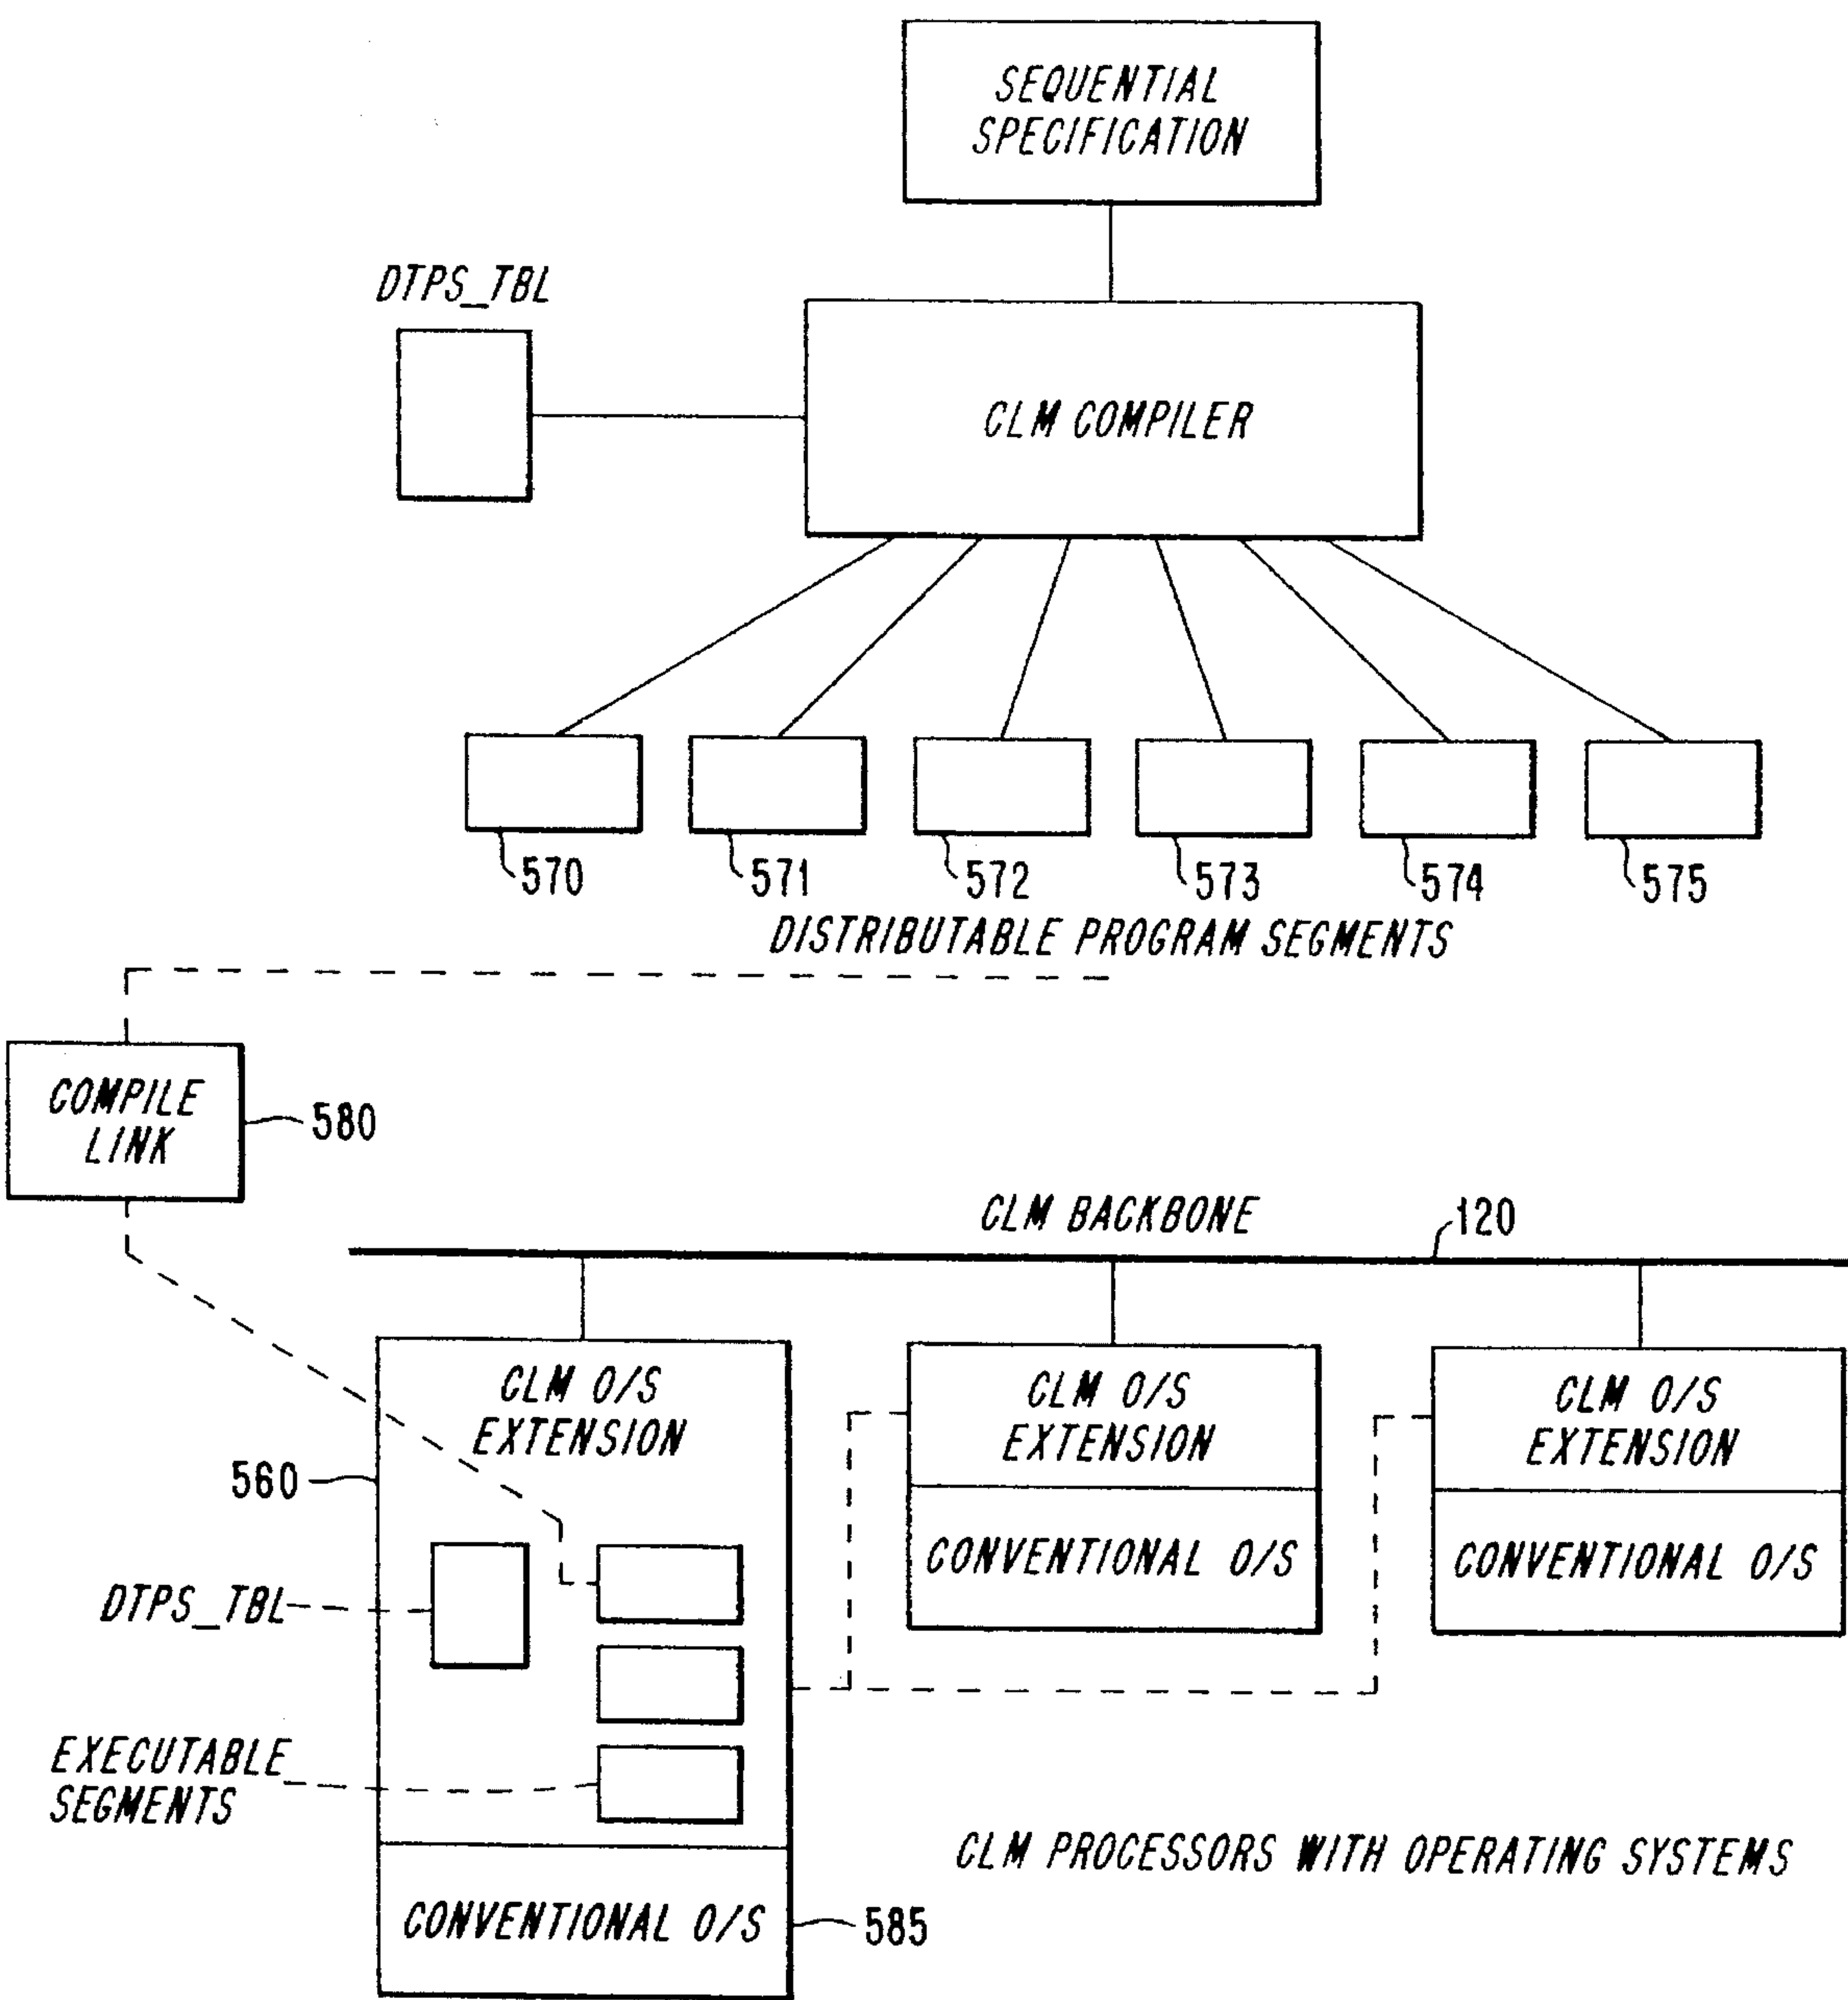 SEQUENTIAL
SPECIFICATION
DTPS_TBL
CLM COMPILER
570
571
572
573
574
575
DISTRIBUTABLE PROGRAM SEGMENTS
COMPILE
LINK
580
CLM BACKBONE
120
CLM O/S
EXTENSION
CLM O/S
EXTENSION
CLM O/S
EXTENSION
560
CONVENTIONAL O/S
CONVENTIONAL O/S
DTPS_TBL
EXECUTABLE
SEGMENTS
CLM PROCESSORS WITH OPERATING SYSTEMS
CONVENTIONAL O/S
585